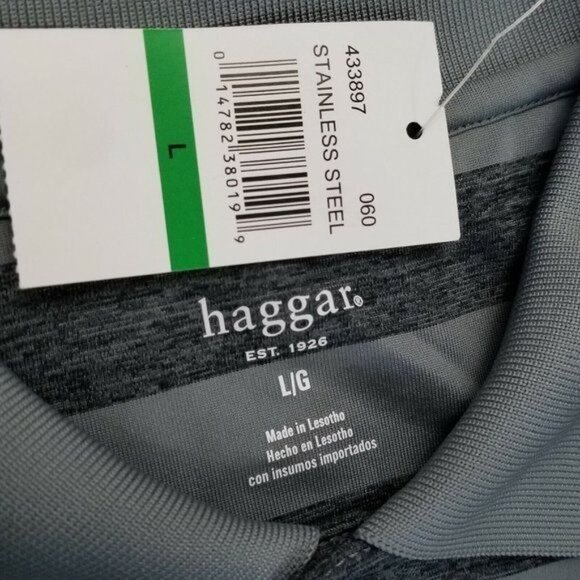 433897 060
STAINLESS STEEL
0 14782 38019 9
L
haggar®
EST. 1926
L/G
Made in Lesotho
Hecho en Lesotho
con insumos importados